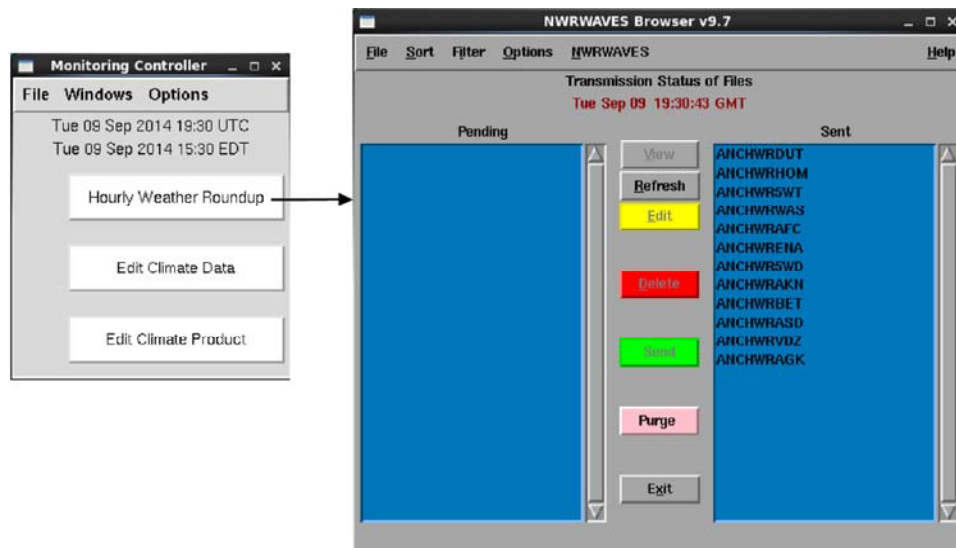 Monitoring Controller
File Windows Options
Tue 09 Sep 2014 19:30 UTC
Tue 09 Sep 2014 15:30 EDT
Hourly Weather Roundup
Edit Climate Data
Edit Climate Product
NWRWAVES Browser v9.7
File Sort Filter Options NWRWAVES Help
Transmission Status of Files
Tue Sep 09 19:30:43 GMT
Pending
View
Refresh
Edit
Delete
Send
Purge
Exit
Sent
ANCHWRDUT
ANCHWRHOM
ANCHWRSWT
ANCHWRWAS
ANCHWRAFC
ANCHWRENA
ANCHWRSWD
ANCHWRAKN
ANCHWRBET
ANCHWRASD
ANCHWRVDZ
ANCHWRAGK